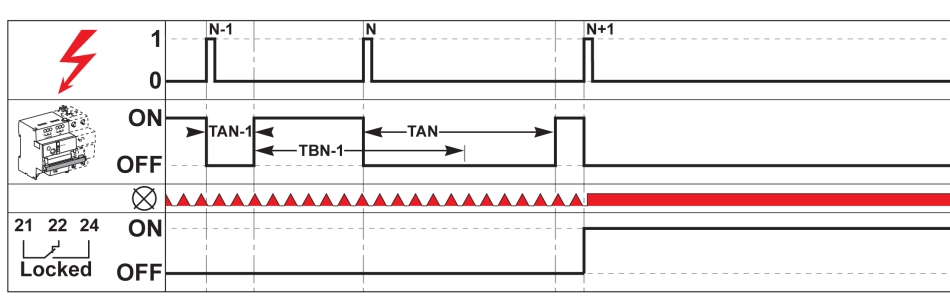 N-1 N N+1
1
0
ON
TAN-1 TAN
TBN-1
OFF
21 22 24
ON
Locked
OFF